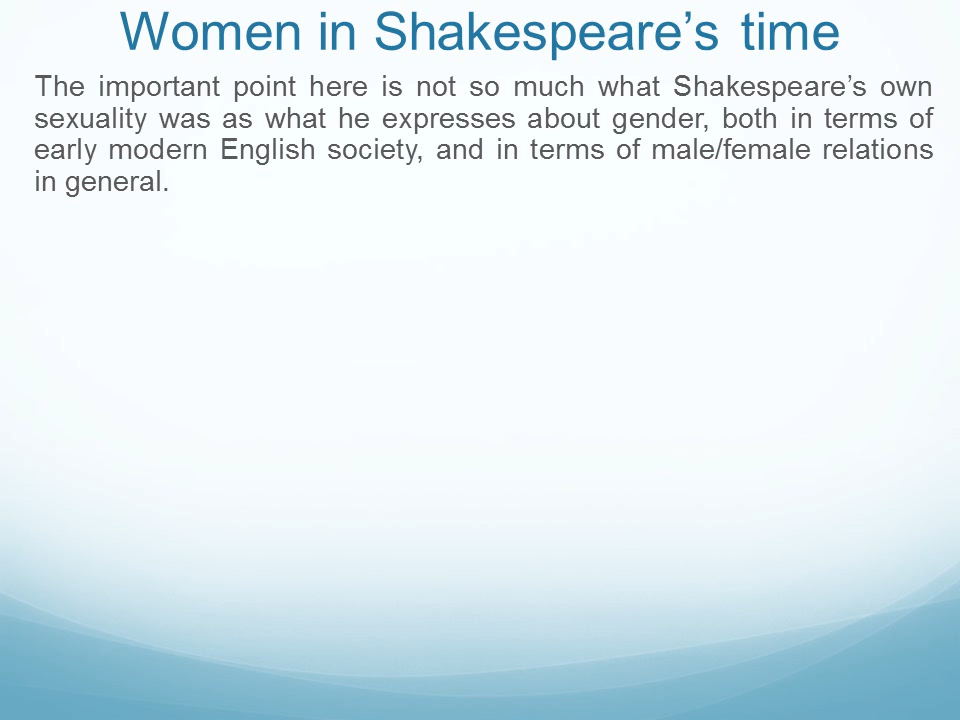 Women in Shakespeare’s time
The important point here is not so much what Shakespeare’s own
sexuality was as what he expresses about gender, both in terms of
early modern English society, and in terms of male/female relations
in general.